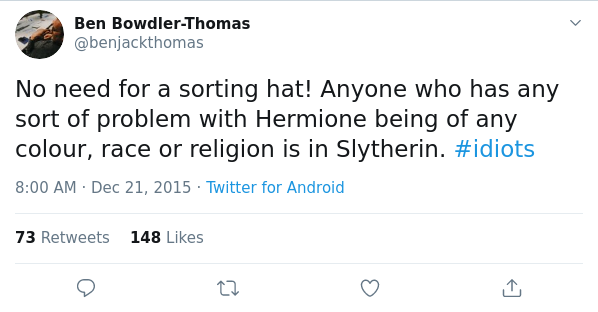 Ben Bowdler-Thomas
@benjackthomas
No need for a sorting hat! Anyone who has any
sort of problem with Hermione being of any
colour, race or religion is in Slytherin. #idiots
8:00 AM · Dec 21, 2015 · Twitter for Android
73 Retweets 148 Likes